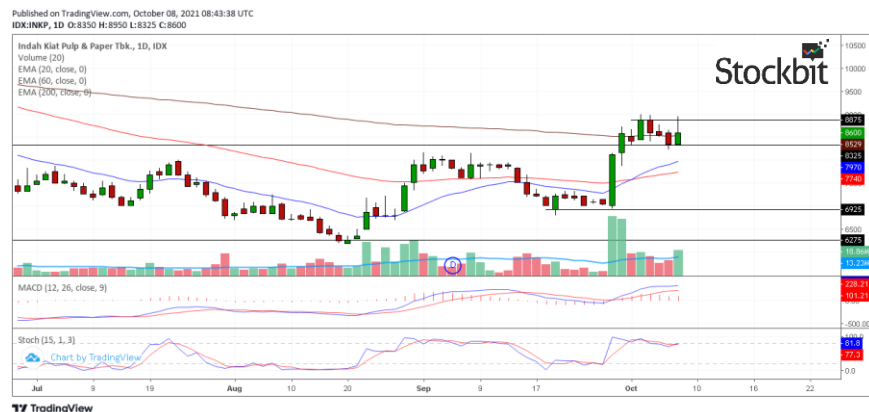 Published on TradingView.com, October 08, 2021 08:43:38 UTC
IDX:INKP, 1D O:8350 H:8950 L:8325 C:8600
Indah Kiat Pulp & Paper Tbk., 1D, IDX
Volume (20)
EMA (20, close, 0)
EMA (60, close, 0)
EMA (200, close, 0)
Stockbit
10500
10000
9500
8875
8600
8529
8325
7970
7740
6925
6500
6275
18.86M
13.23M
D
MACD (12, 26, close, 9)
228.21
101.21
-500.00
Stoch (15, 1, 3)
81.8
77.3
0.0
Chart by TradingView
Jul 9 19 Aug 10 20 Sep 9 17 Oct 10 16 22
TradingView